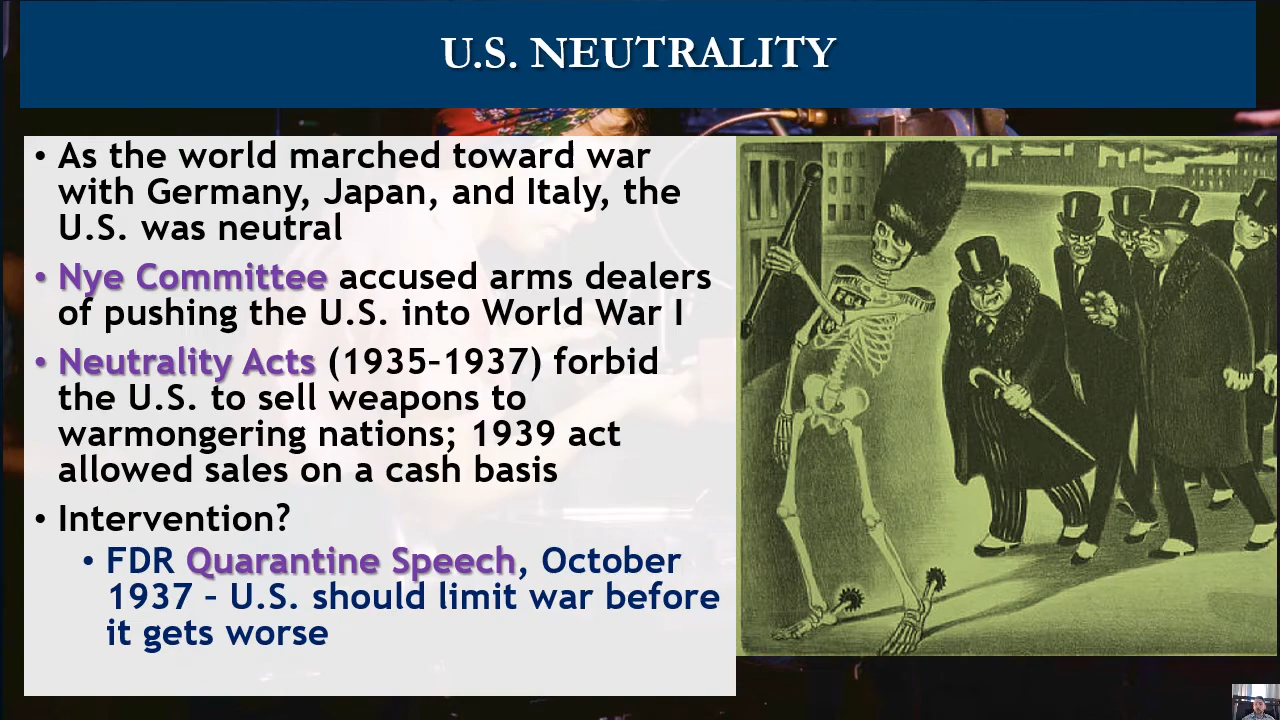 U.S. NEUTRALITY
• As the world marched toward war
with Germany, Japan, and Italy, the
U.S. was neutral
• Nye Committee accused arms dealers
of pushing the U.S. into World War I
• Neutrality Acts (1935–1937) forbid
the U.S. to sell weapons to
warmongering nations; 1939 act
allowed sales on a cash basis
• Intervention?
• FDR Quarantine Speech, October
1937 – U.S. should limit war before
it gets worse